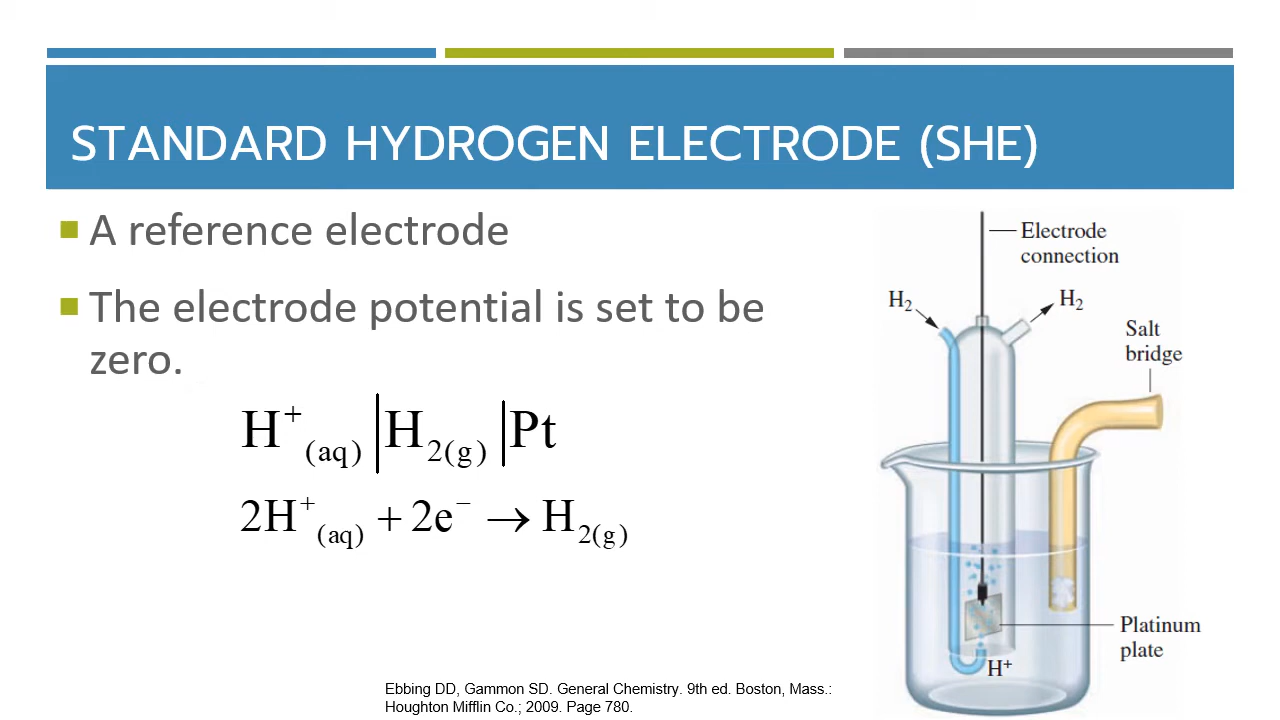 STANDARD HYDROGEN ELECTRODE (SHE)
A reference electrode
The electrode potential is set to be
zero.
H⁺(aq) | H₂(g) | Pt
2H⁺(aq) + 2e⁻ → H₂(g)
Electrode
connection
H₂
H₂
Salt
bridge
Platinum
plate
H⁺
Ebbing DD, Gammon SD. General Chemistry. 9th ed. Boston, Mass.:
Houghton Mifflin Co.; 2009. Page 780.